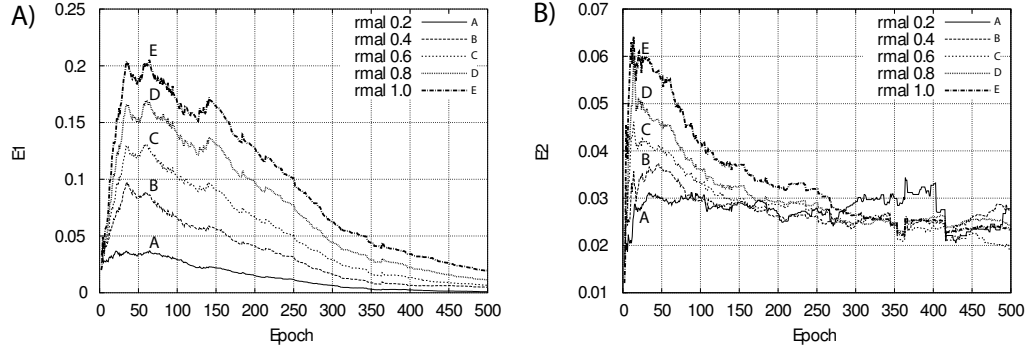 A)
0.25
0.2
0.15
0.1
0.05
0
E1
0 50 100 150 200 250 300 350 400 450 500
Epoch
rmal 0.2 A
rmal 0.4 B
rmal 0.6 C
rmal 0.8 D
rmal 1.0 E
E
D
C
B
A
B)
0.07
0.06
0.05
0.04
0.03
0.02
0.01
E2
0 50 100 150 200 250 300 350 400 450 500
Epoch
rmal 0.2 A
rmal 0.4 B
rmal 0.6 C
rmal 0.8 D
rmal 1.0 E
E
D
C
B
A